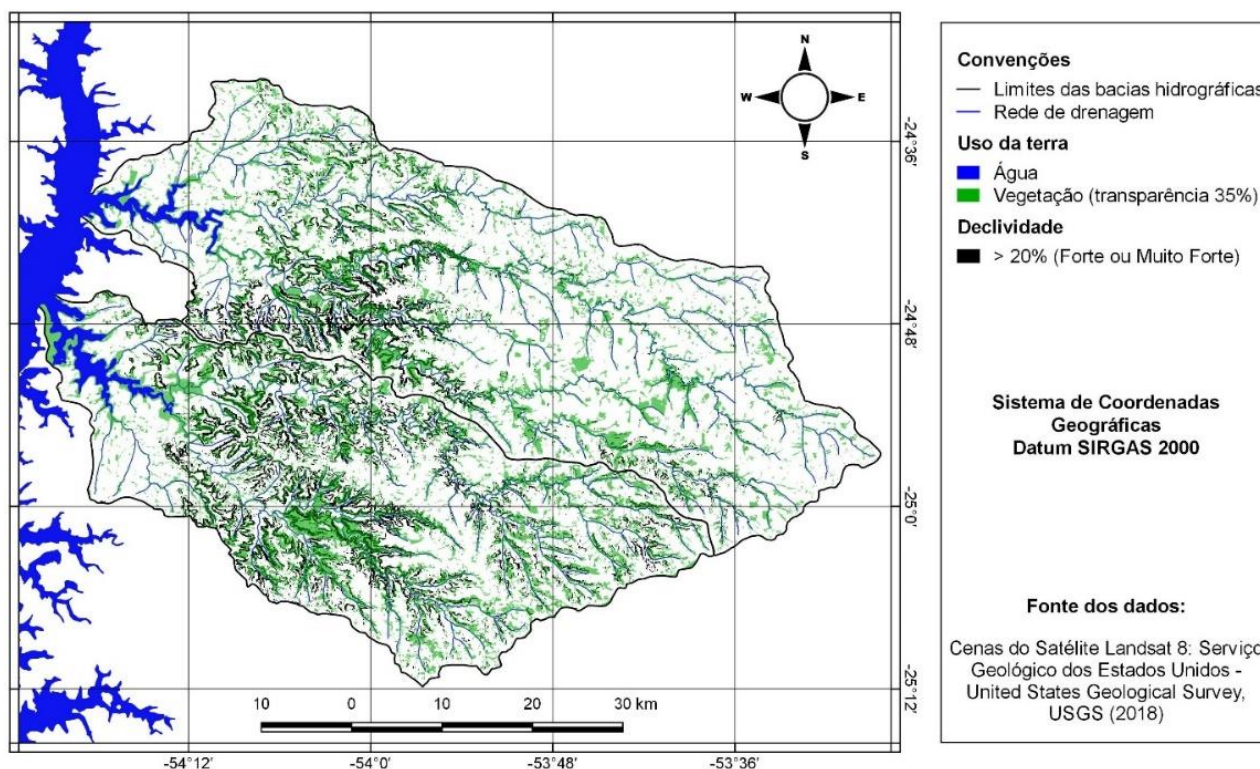 N
W
E
S
-24°36'
-24°48'
-25°0'
-25°12'
10 0 10 20 30 km
-54°12' -54°0' -53°48' -53°36'
Convenções
Limites das bacias hidrográficas
Rede de drenagem
Uso da terra
Água
Vegetação (transparência 35%)
Declividade
> 20% (Forte ou Muito Forte)
Sistema de Coordenadas
Geográficas
Datum SIRGAS 2000
Fonte dos dados:
Cenas do Satélite Landsat 8: Serviço
Geológico dos Estados Unidos -
United States Geological Survey,
USGS (2018)